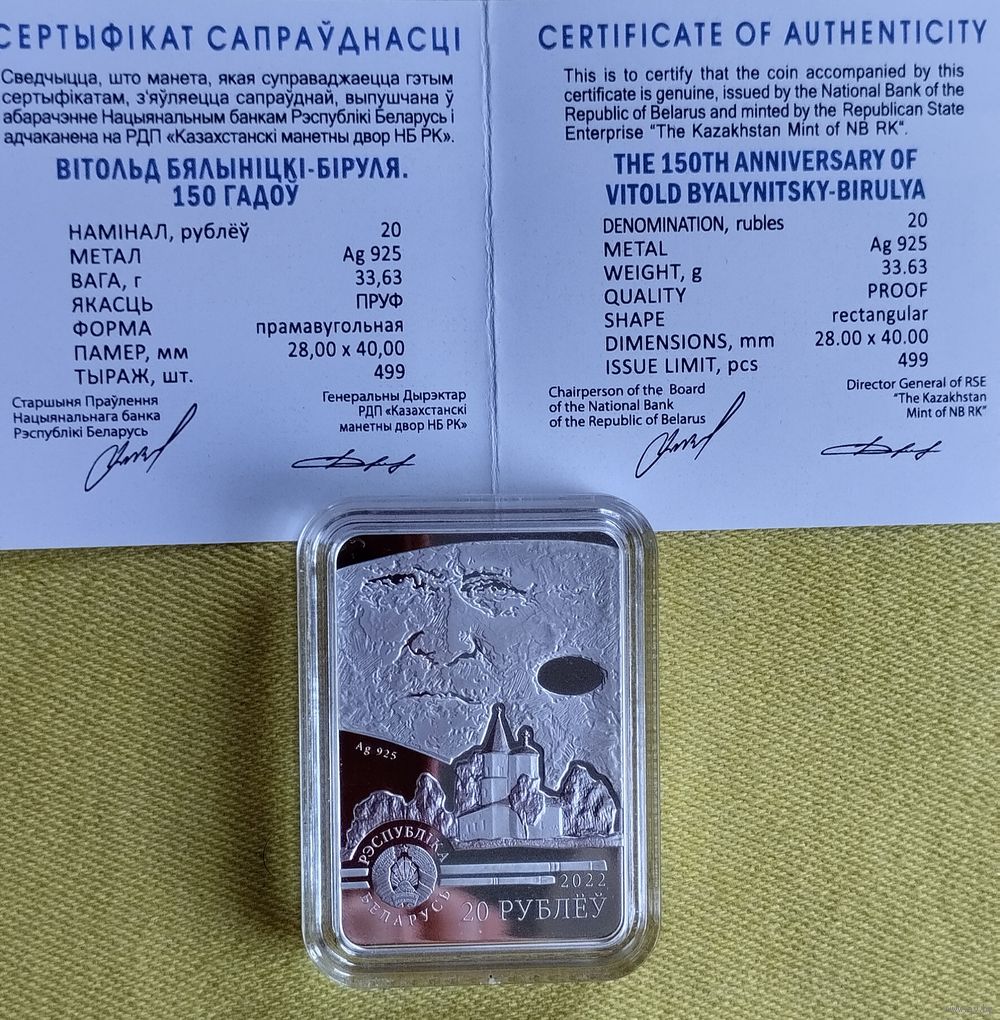 СЕРТЫФІКАТ САПРАЎДНАСЦІ
Сведчыцца, што манета, якая суправаджаецца гэтым
сертыфікатам, з'яўляецца сапраўднай, выпушчана ў
абарачэнне Нацыянальным банкам Рэспублікі Беларусь і
адчаканена на РДП «Казахстанскі манетны двор НБ РК».
ВІТОЛЬД БЯЛЫНІЦКІ-БІРУЛЯ.
150 ГАДОЎ
НАМІНАЛ, рублёў 20
МЕТАЛ Ag 925
ВАГА, г 33,63
ЯКАСЦЬ ПРУФ
ФОРМА прамавугольная
ПАМЕР, мм 28,00 x 40,00
ТЫРАЖ, шт. 499
Старшыня Праўлення
Нацыянальнага банка
Рэспублікі Беларусь
Генеральны Дырэктар
РДП «Казахстанскі
манетны двор НБ РК»
CERTIFICATE OF AUTHENTICITY
This is to certify that the coin accompanied by this
certificate is genuine, issued by the National Bank of the
Republic of Belarus and minted by the Republican State
Enterprise "The Kazakhstan Mint of NB RK".
THE 150TH ANNIVERSARY OF
VITOLD BYALYNITSKY-BIRULYA
DENOMINATION, rubles 20
METAL Ag 925
WEIGHT, g 33.63
QUALITY PROOF
SHAPE rectangular
DIMENSIONS, mm 28.00 x 40.00
ISSUE LIMIT, pcs 499
Chairperson of the Board
of the National Bank
of the Republic of Belarus
Director General of RSE
"The Kazakhstan
Mint of NB RK"
Ag 925
РЭСПУБЛІКА
БЕЛАРУСЬ
2022
20 РУБЛЁЎ